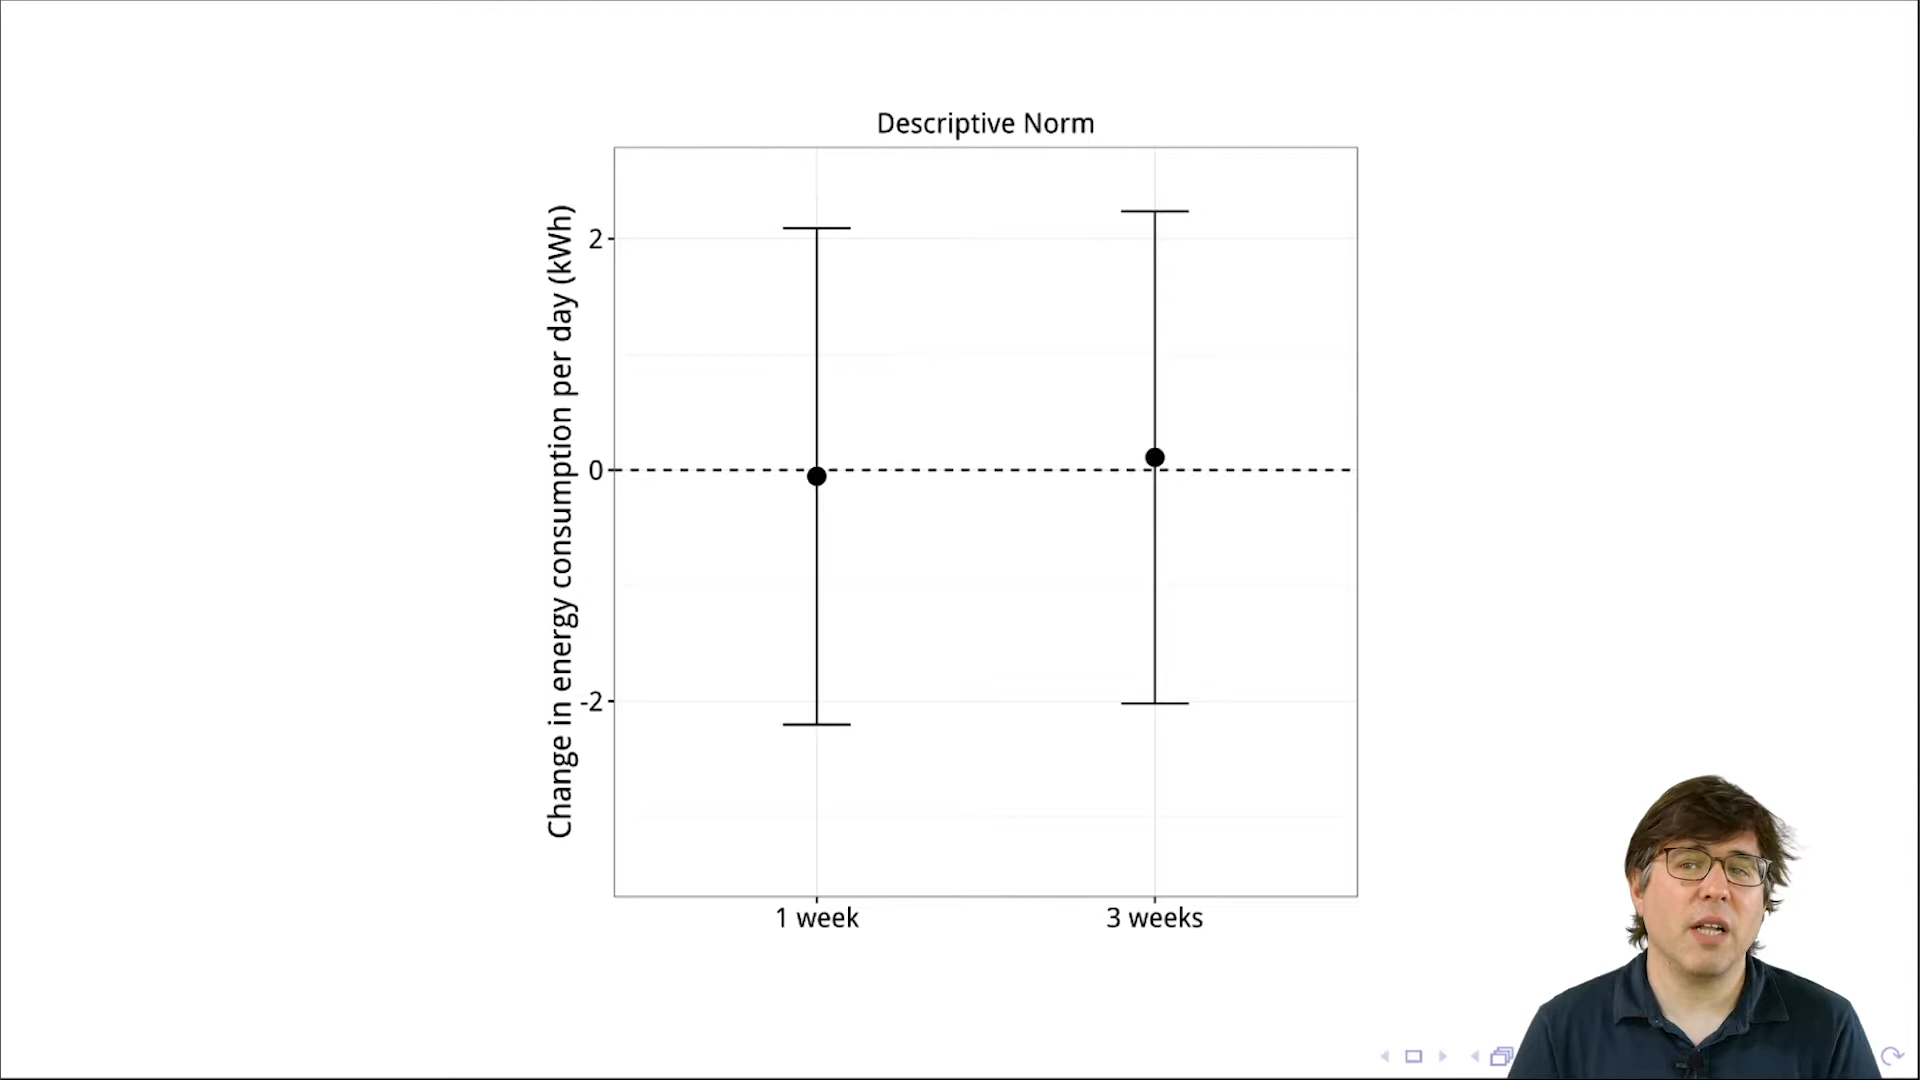 Descriptive Norm
Change in energy consumption per day (kWh)
2
0
-2
1 week
3 weeks